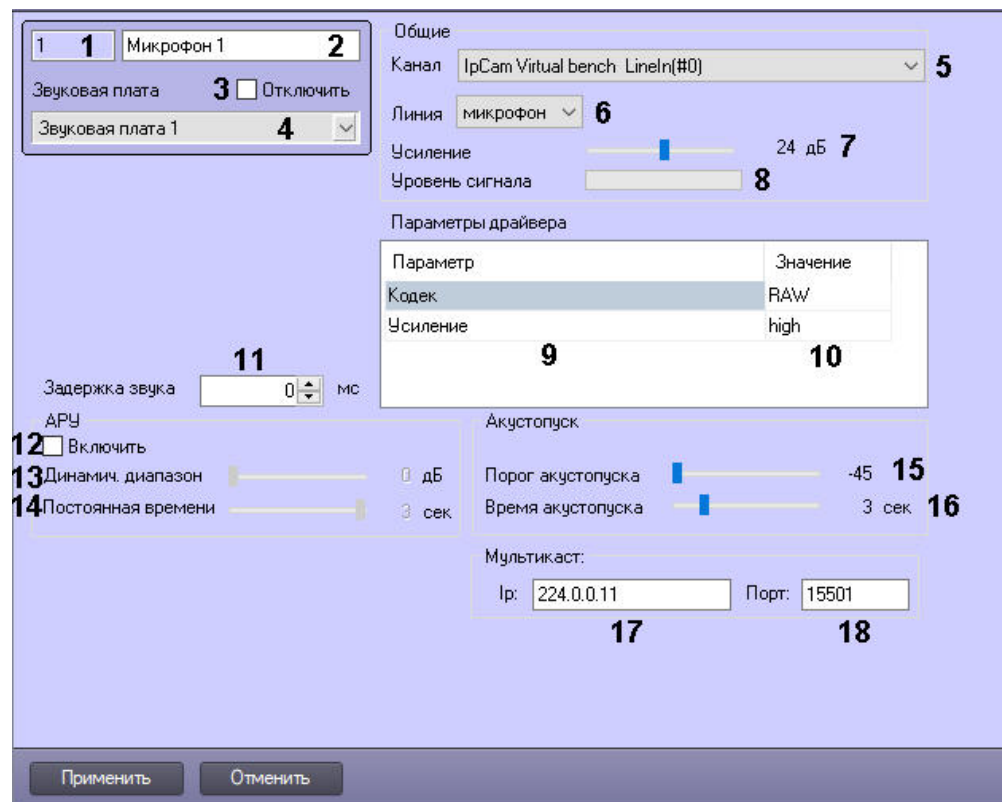 1 1 Микрофон 1 2
Звуковая плата 3 Отключить
Звуковая плата 1 4
Общие
Канал IpCam Virtual bench LineIn(#0) 5
Линия микрофон 6
Усиление 24 дБ 7
Уровень сигнала 8
Параметры драйвера
Параметр Значение
Кодек RAW
Усиление high
9 10
11
Задержка звука 0 мс
АРУ
12 Включить
13 Динамич. диапазон 0 дБ
14 Постоянная времени 3 сек
Акустопуск
Порог акустопуска -45 15
Время акустопуска 3 сек 16
Мультикаст:
Ip: 224.0.0.11 Порт: 15501
17 18
Применить Отменить